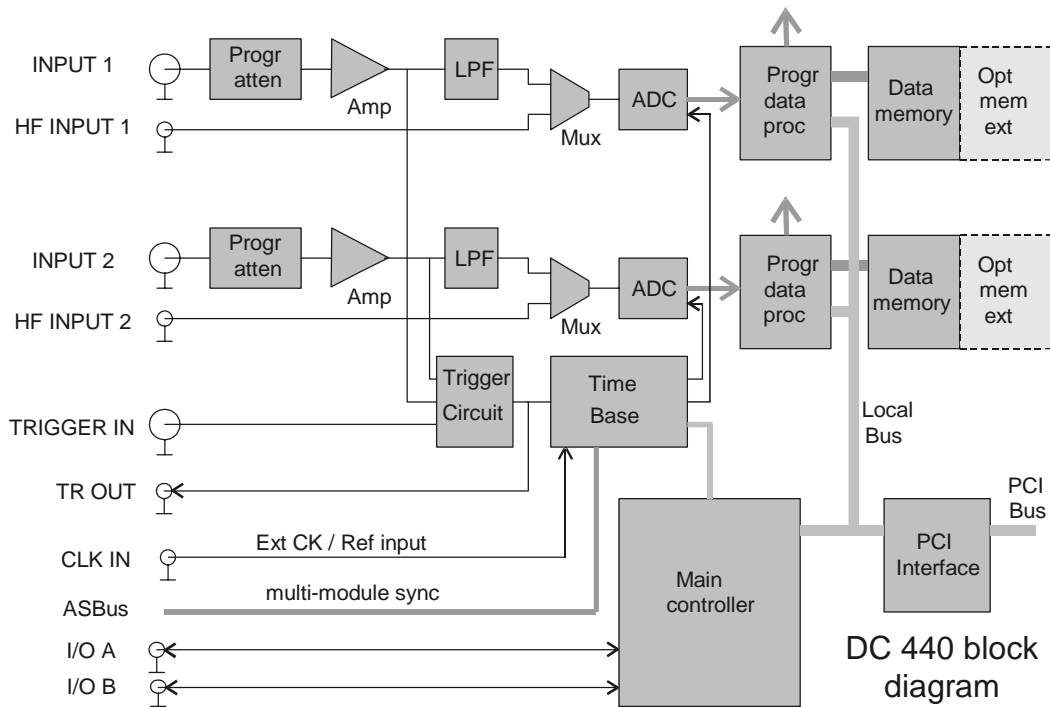 INPUT 1
Progr
atten
Amp
LPF
HF INPUT 1
Mux
ADC
Progr
data
proc
Data
memory
Opt
mem
ext
INPUT 2
Progr
atten
Amp
LPF
HF INPUT 2
Mux
ADC
Progr
data
proc
Data
memory
Opt
mem
ext
Trigger
Circuit
Time
Base
TRIGGER IN
Local
Bus
TR OUT
PCI
Bus
CLK IN
Ext CK / Ref input
PCI
Interface
Main
controller
ASBus
multi-module sync
I/O A
I/O B
DC 440 block
diagram